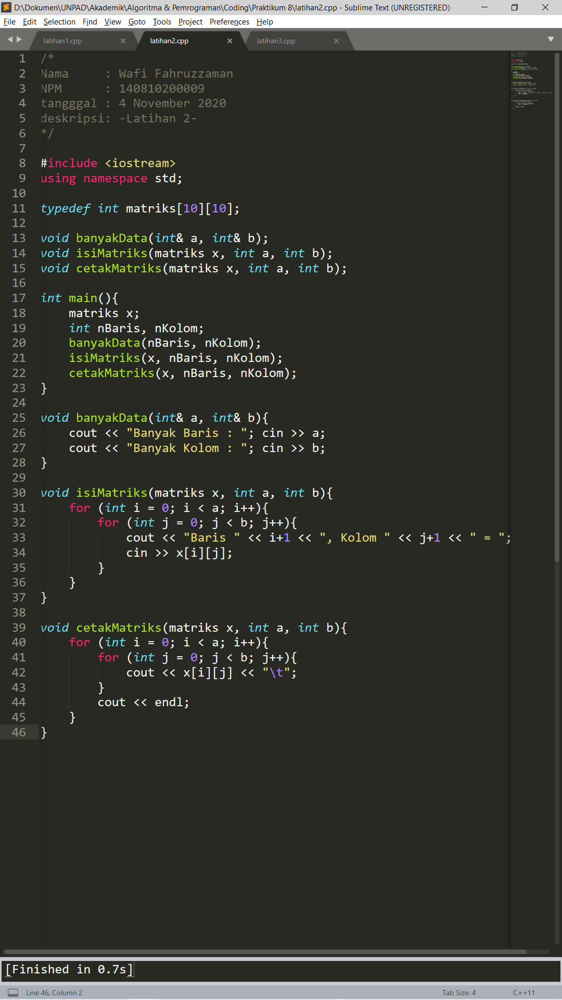 D:\Dokumen\UNPAD\Akademik\Algoritma & Pemrograman\Coding\Praktikum 8\latihan2.cpp - Sublime Text (UNREGISTERED)
File Edit Selection Find View Goto Tools Project Preferences Help
latihan1.cpp × latihan2.cpp × latihan3.cpp ×
1 /*
2 Nama     : Wafi Fahruzzaman
3 NPM      : 140810200009
4 tangggal : 4 November 2020
5 deskripsi: -Latihan 2-
6 */
7
8 #include <iostream>
9 using namespace std;
10
11 typedef int matriks[10][10];
12
13 void banyakData(int& a, int& b);
14 void isiMatriks(matriks x, int a, int b);
15 void cetakMatriks(matriks x, int a, int b);
16
17 int main(){
18     matriks x;
19     int nBaris, nKolom;
20     banyakData(nBaris, nKolom);
21     isiMatriks(x, nBaris, nKolom);
22     cetakMatriks(x, nBaris, nKolom);
23 }
24
25 void banyakData(int& a, int& b){
26     cout << "Banyak Baris : "; cin >> a;
27     cout << "Banyak Kolom : "; cin >> b;
28 }
29
30 void isiMatriks(matriks x, int a, int b){
31     for (int i = 0; i < a; i++){
32         for (int j = 0; j < b; j++){
33             cout << "Baris " << i+1 << ", Kolom " << j+1 << " = ";
34             cin >> x[i][j];
35         }
36     }
37 }
38
39 void cetakMatriks(matriks x, int a, int b){
40     for (int i = 0; i < a; i++){
41         for (int j = 0; j < b; j++){
42             cout << x[i][j] << "\t";
43         }
44         cout << endl;
45     }
46 }
[Finished in 0.7s]
Line 46, Column 2 Tab Size: 4 C++11